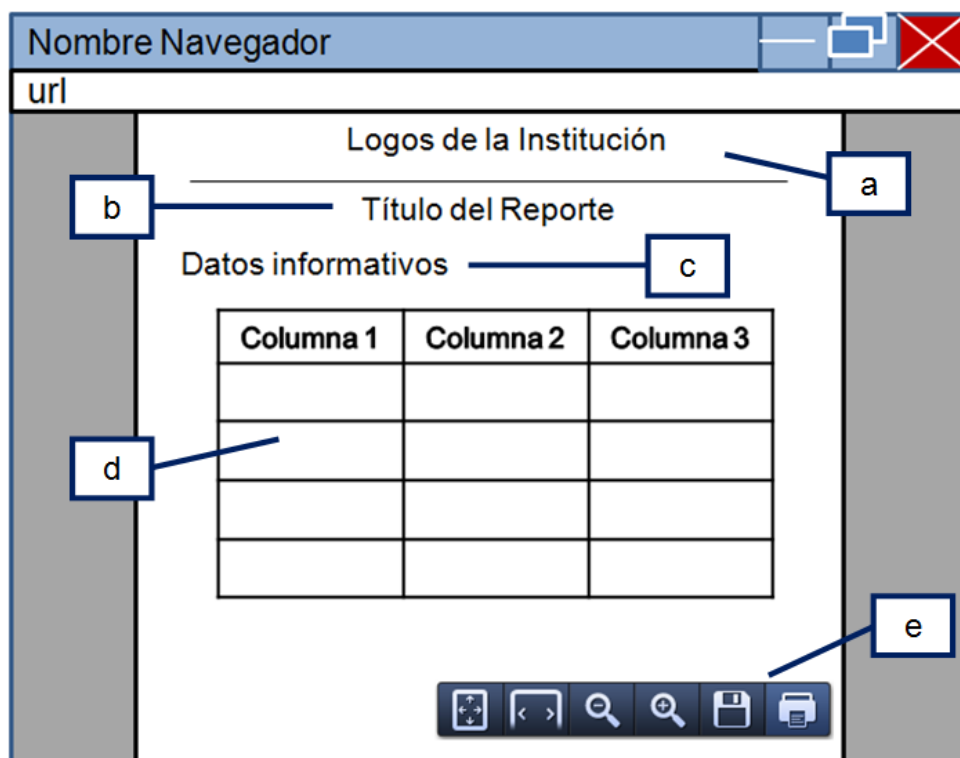 Nombre Navegador
url
Logos de la Institución
a
b
Título del Reporte
Datos informativos
c
Columna 1 Columna 2 Columna 3
d
e